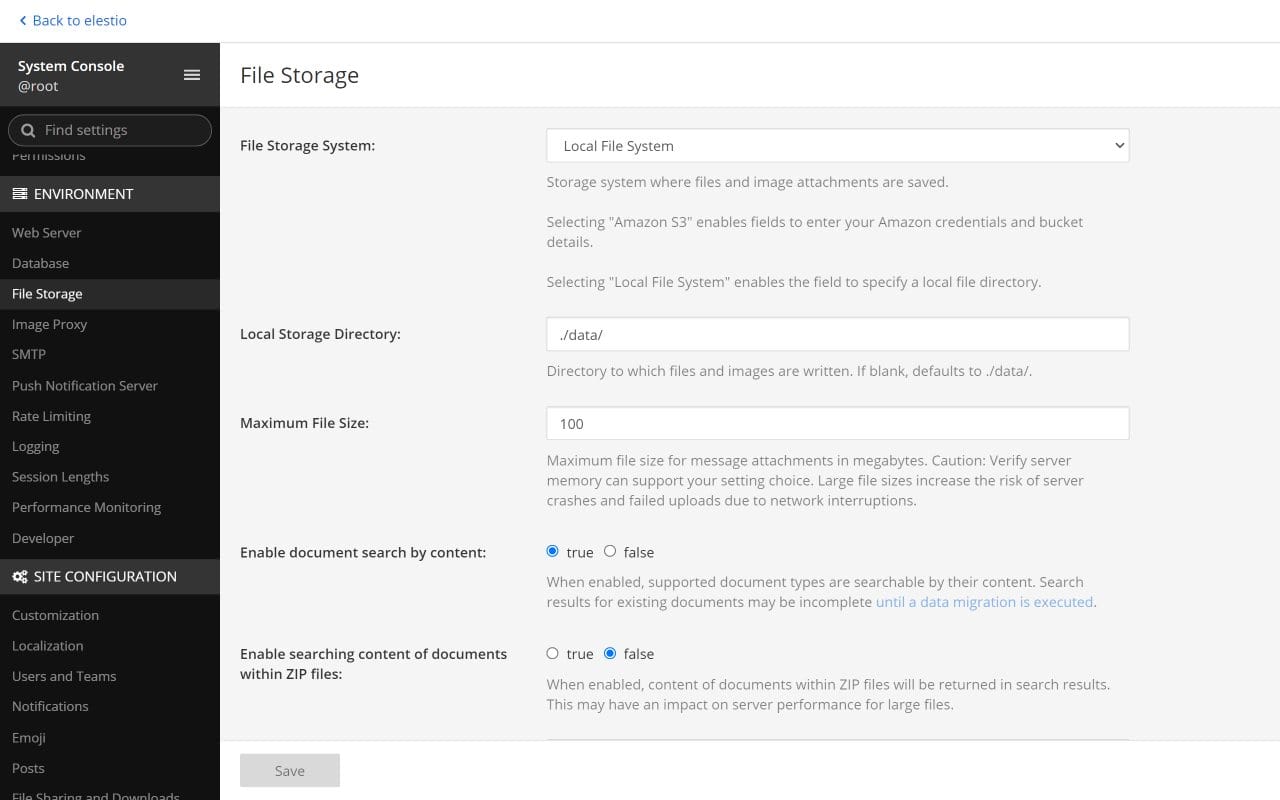 Back to elestio
System Console
@root
Find settings
Permissions
ENVIRONMENT
Web Server
Database
File Storage
Image Proxy
SMTP
Push Notification Server
Rate Limiting
Logging
Session Lengths
Performance Monitoring
Developer
SITE CONFIGURATION
Customization
Localization
Users and Teams
Notifications
Emoji
Posts
File Sharing and Downloads
File Storage
File Storage System:
Local File System
Storage system where files and image attachments are saved.
Selecting "Amazon S3" enables fields to enter your Amazon credentials and bucket
details.
Selecting "Local File System" enables the field to specify a local file directory.
Local Storage Directory:
./data/
Directory to which files and images are written. If blank, defaults to ./data/.
Maximum File Size:
100
Maximum file size for message attachments in megabytes. Caution: Verify server
memory can support your setting choice. Large file sizes increase the risk of server
crashes and failed uploads due to network interruptions.
Enable document search by content:
true false
When enabled, supported document types are searchable by their content. Search
results for existing documents may be incomplete until a data migration is executed.
Enable searching content of documents
within ZIP files:
true false
When enabled, content of documents within ZIP files will be returned in search results.
This may have an impact on server performance for large files.
Save